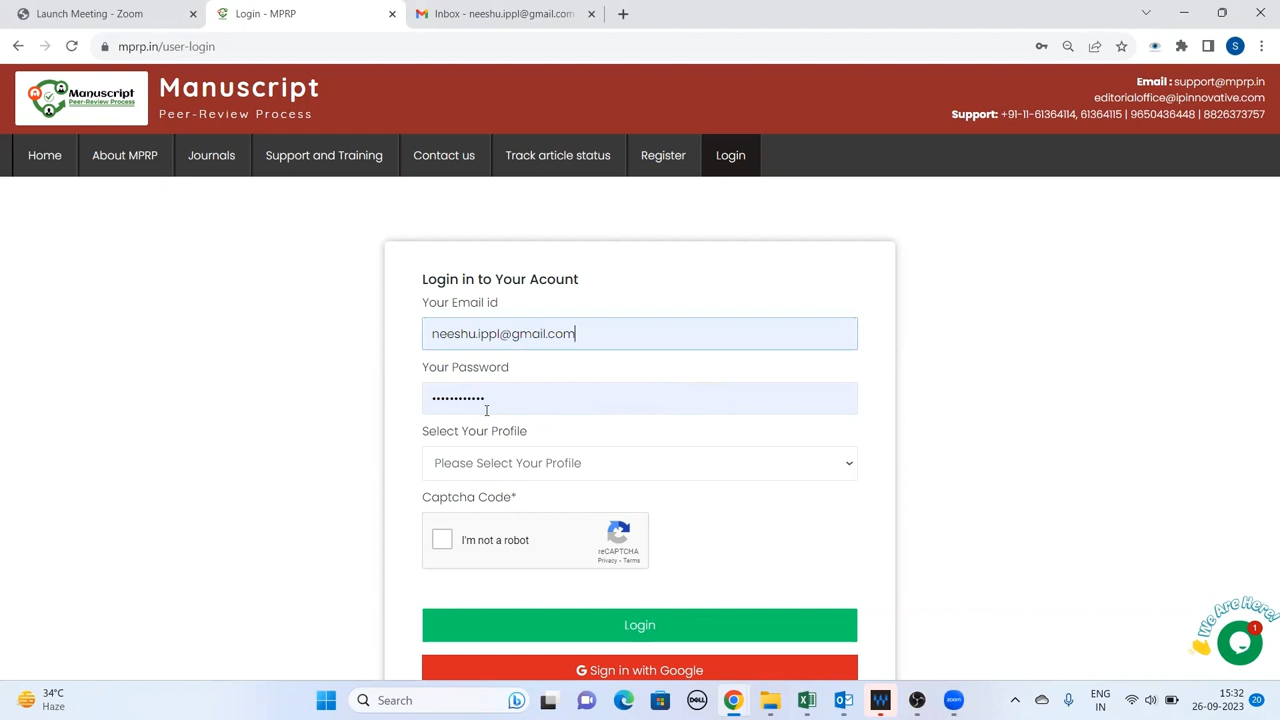 Launch Meeting - Zoom
Login - MPRP
Inbox - neeshu.ippl@gmail.com
mprp.in/user-login
S
Manuscript
Peer-Review Process
Manuscript
Peer-Review Process
Email : support@mprp.in
editorialoffice@ipinnovative.com
Support: +91-11-61364114, 61364115 | 9650436448 | 8826373757
Home
About MPRP
Journals
Support and Training
Contact us
Track article status
Register
Login
Login in to Your Acount
Your Email id
neeshu.ippl@gmail.com
Your Password
••••••••••••
Select Your Profile
Please Select Your Profile
Captcha Code*
I'm not a robot
reCAPTCHA
Privacy - Terms
Login
G Sign in with Google
We Are Here!
1
34°C
Haze
Search
DELL
zoom
ENG
IN
15:32
26-09-2023
20